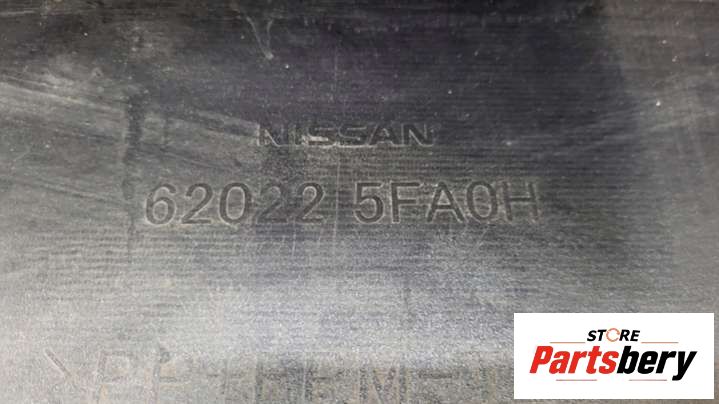 NISSAN
62022 5FA0H
STORE
Partsbery